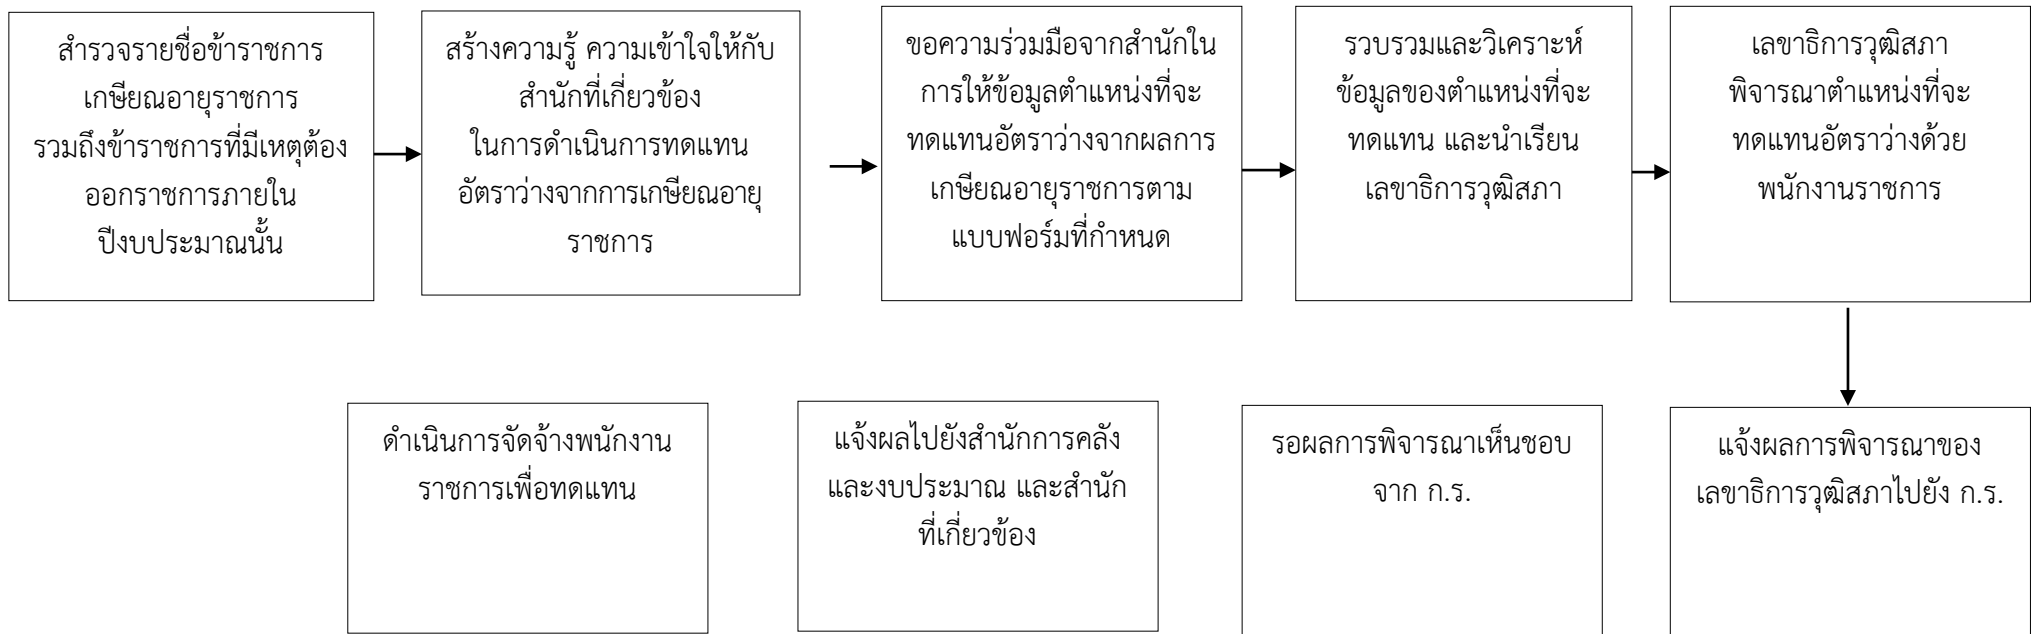 สำรวจรายชื่อข้าราชการ
เกษียณอายุราชการ
รวมถึงข้าราชการที่มีเหตุต้อง
ออกราชการภายใน
ปีงบประมาณนั้น
สร้างความรู้ ความเข้าใจให้กับ
สำนักที่เกี่ยวข้อง
ในการดำเนินการทดแทน
อัตราว่างจากการเกษียณอายุ
ราชการ
ขอความร่วมมือจากสำนักใน
การให้ข้อมูลตำแหน่งที่จะ
ทดแทนอัตราว่างจากผลการ
เกษียณอายุราชการตาม
แบบฟอร์มที่กำหนด
รวบรวมและวิเคราะห์
ข้อมูลของตำแหน่งที่จะ
ทดแทน และนำเรียน
เลขาธิการวุฒิสภา
เลขาธิการวุฒิสภา
พิจารณาตำแหน่งที่จะ
ทดแทนอัตราว่างด้วย
พนักงานราชการ
ดำเนินการจัดจ้างพนักงาน
ราชการเพื่อทดแทน
แจ้งผลไปยังสำนักการคลัง
และงบประมาณ และสำนัก
ที่เกี่ยวข้อง
รอผลการพิจารณาเห็นชอบ
จาก ก.ร.
แจ้งผลการพิจารณาของ
เลขาธิการวุฒิสภาไปยัง ก.ร.